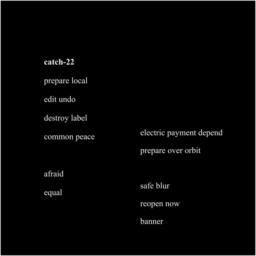 catch-22
prepare local
edit undo
destroy label
common peace
afraid
equal
electric payment depend
prepare over orbit
safe blur
reopen now
banner